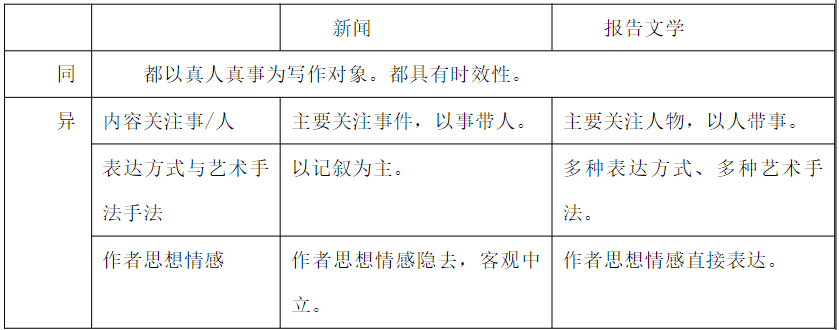 新闻 报告文学
同 都以真人真事为写作对象。都具有时效性。
异 内容关注事/人 主要关注事件，以事带人。 主要关注人物，以人带事。
表达方式与艺术手 以记叙为主。 多种表达方式、多种艺术手
法手法 法。
作者思想情感 作者思想情感隐去，客观中 作者思想情感直接表达。
立。